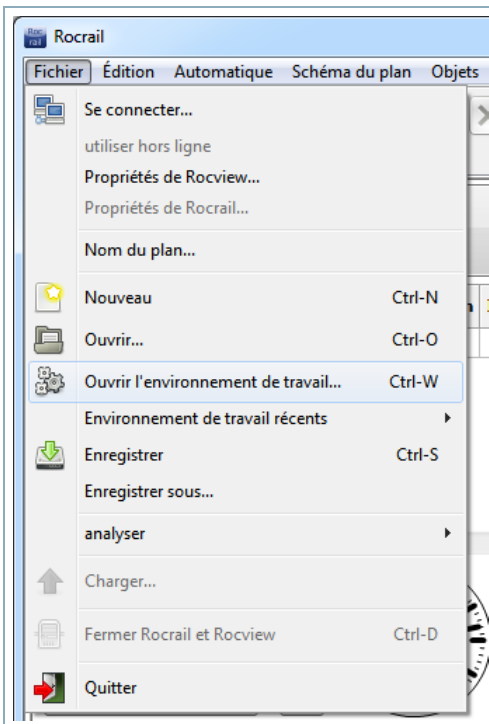 Roc
rail
Rocrail
Fichier Édition Automatique Schéma du plan Objets
Se connecter...
utiliser hors ligne
Propriétés de Rocview...
Propriétés de Rocrail...
Nom du plan...
Nouveau Ctrl-N
Ouvrir... Ctrl-O
Ouvrir l'environnement de travail... Ctrl-W
Environnement de travail récents
Enregistrer Ctrl-S
Enregistrer sous...
analyser
Charger...
Fermer Rocrail et Rocview Ctrl-D
Quitter